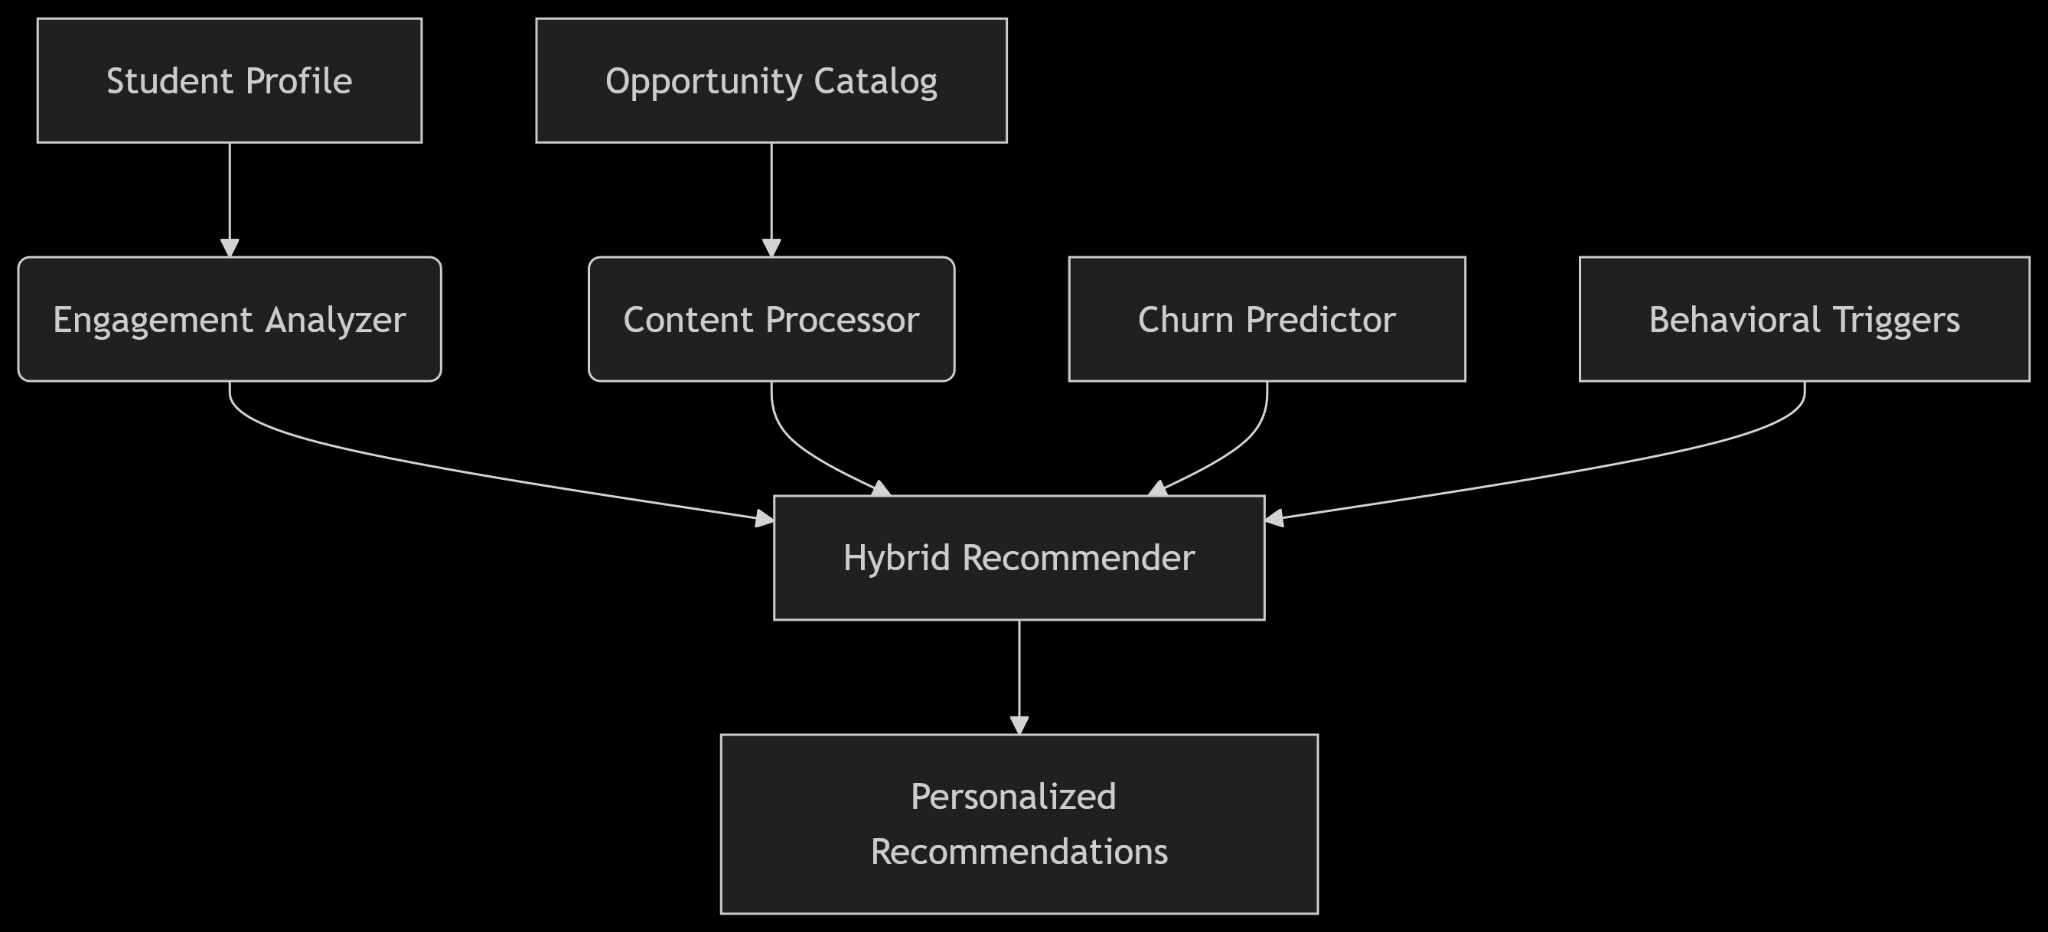 Student Profile
Opportunity Catalog
Engagement Analyzer
Content Processor
Churn Predictor
Behavioral Triggers
Hybrid Recommender
Personalized
Recommendations